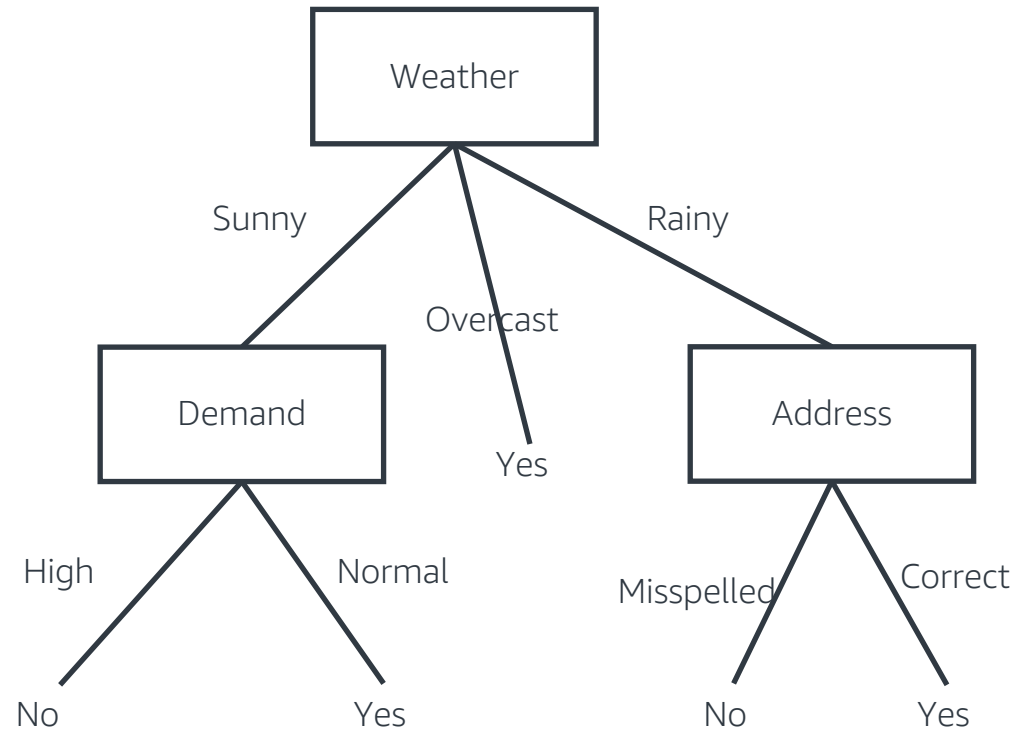 Weather
Sunny
Rainy
Overcast
Demand
Address
Yes
High
Normal
Misspelled
Correct
No
Yes
No
Yes